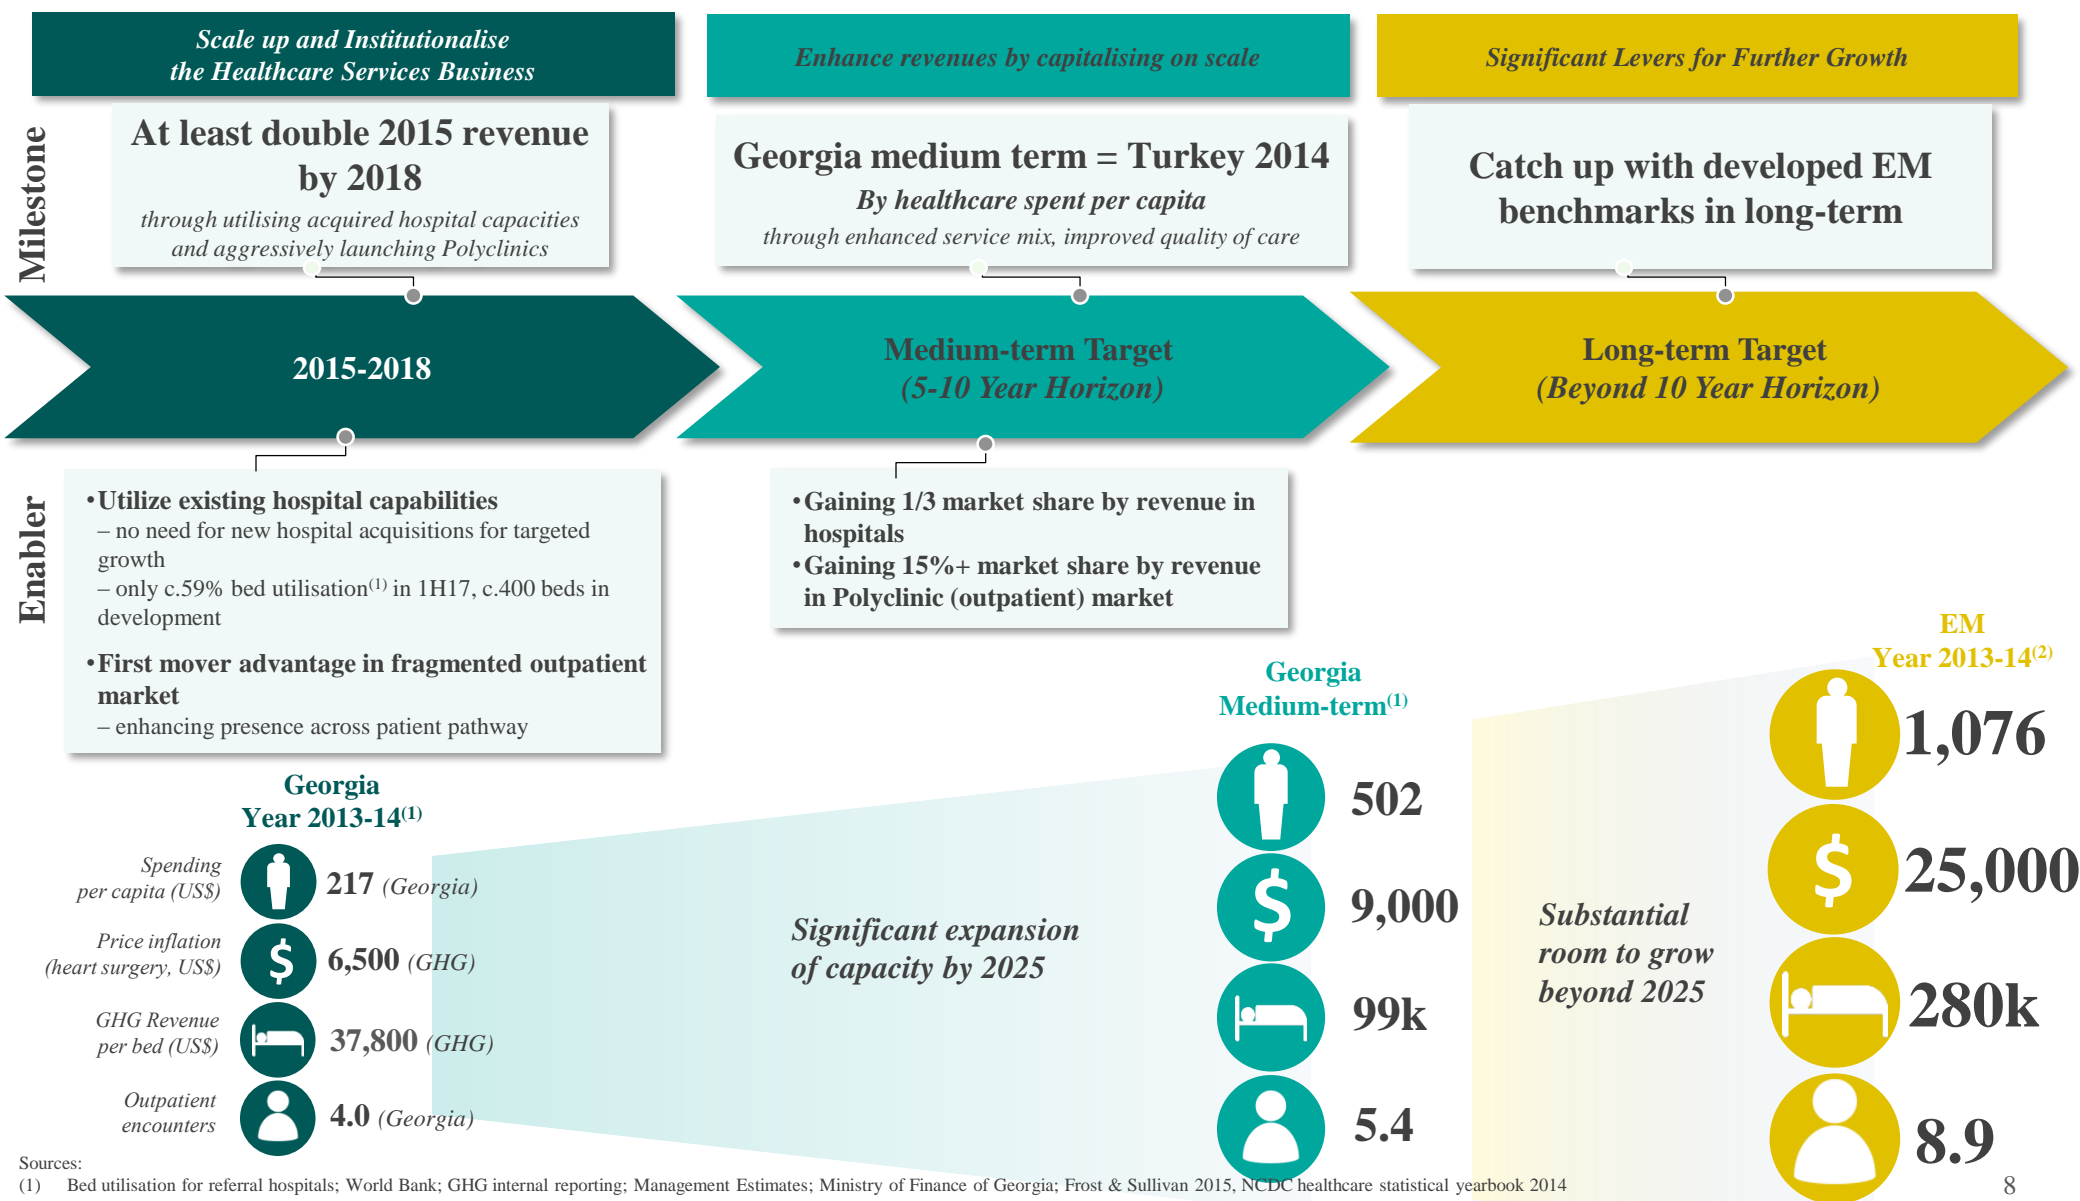 Scale up and Institutionalise
the Healthcare Services Business
Enhance revenues by capitalising on scale
Significant Levers for Further Growth
Milestone
At least double 2015 revenue
by 2018
through utilising acquired hospital capacities
and aggressively launching Polyclinics
Georgia medium term = Turkey 2014
By healthcare spent per capita
through enhanced service mix, improved quality of care
Catch up with developed EM
benchmarks in long-term
2015-2018
Medium-term Target
(5-10 Year Horizon)
Long-term Target
(Beyond 10 Year Horizon)
Enabler
•Utilize existing hospital capabilities
– no need for new hospital acquisitions for targeted
growth
– only c.59% bed utilisation(1) in 1H17, c.400 beds in
development
•First mover advantage in fragmented outpatient
market
– enhancing presence across patient pathway
•Gaining 1/3 market share by revenue in
hospitals
•Gaining 15%+ market share by revenue
in Polyclinic (outpatient) market
Georgia
Year 2013-14(1)
Spending
per capita (US$)
217 (Georgia)
Price inflation
(heart surgery, US$)
$
6,500 (GHG)
GHG Revenue
per bed (US$)
37,800 (GHG)
Outpatient
encounters
4.0 (Georgia)
Significant expansion
of capacity by 2025
Georgia
Medium-term(1)
502
$
9,000
99k
5.4
Substantial
room to grow
beyond 2025
EM
Year 2013-14(2)
1,076
$
25,000
280k
8.9
Sources:
(1) Bed utilisation for referral hospitals; World Bank; GHG internal reporting; Management Estimates; Ministry of Finance of Georgia; Frost & Sullivan 2015, NCDC healthcare statistical yearbook 2014
8